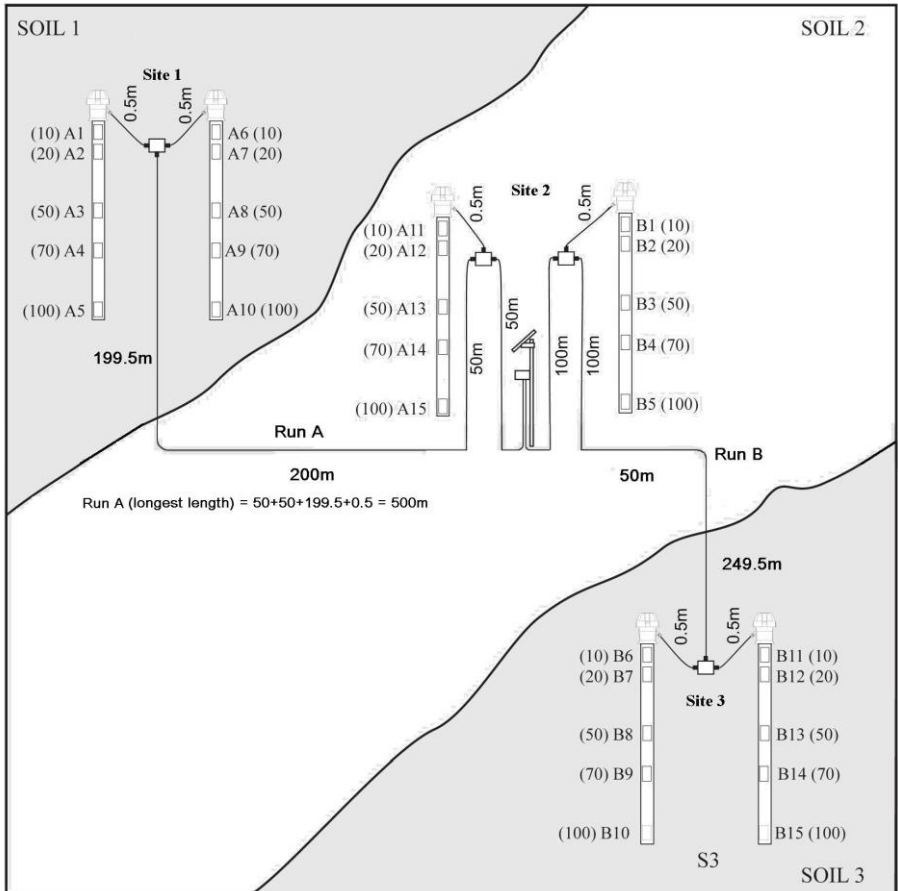 SOIL 1
SOIL 2
Site 1
0.5m
0.5m
(10) A1
(20) A2
(50) A3
(70) A4
(100) A5
A6 (10)
A7 (20)
A8 (50)
A9 (70)
A10 (100)
199.5m
Site 2
0.5m
0.5m
(10) A11
(20) A12
(50) A13
(70) A14
(100) A15
50m
50m
100m
100m
B1 (10)
B2 (20)
B3 (50)
B4 (70)
B5 (100)
Run A
200m
Run A (longest length) = 50+50+199.5+0.5 = 500m
50m
Run B
249.5m
0.5m
0.5m
(10) B6
(20) B7
(50) B8
(70) B9
(100) B10
Site 3
B11 (10)
B12 (20)
B13 (50)
B14 (70)
B15 (100)
S3
SOIL 3